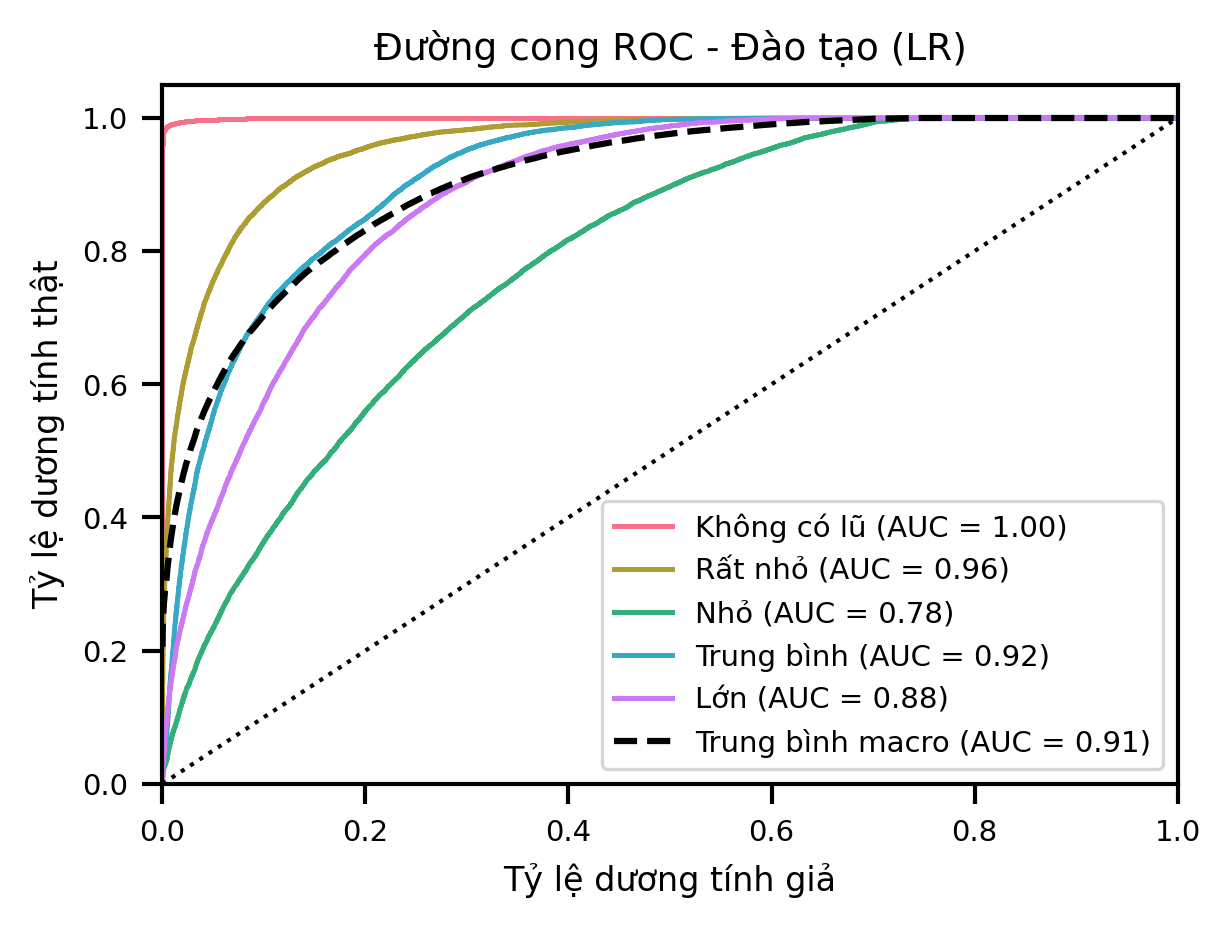 Đường cong ROC - Đào tạo (LR)
Tỷ lệ dương tính thật
1.0
0.8
0.6
0.4
0.2
0.0
0.0 0.2 0.4 0.6 0.8 1.0
Tỷ lệ dương tính giả
Không có lũ (AUC = 1.00)
Rất nhỏ (AUC = 0.96)
Nhỏ (AUC = 0.78)
Trung bình (AUC = 0.92)
Lớn (AUC = 0.88)
Trung bình macro (AUC = 0.91)